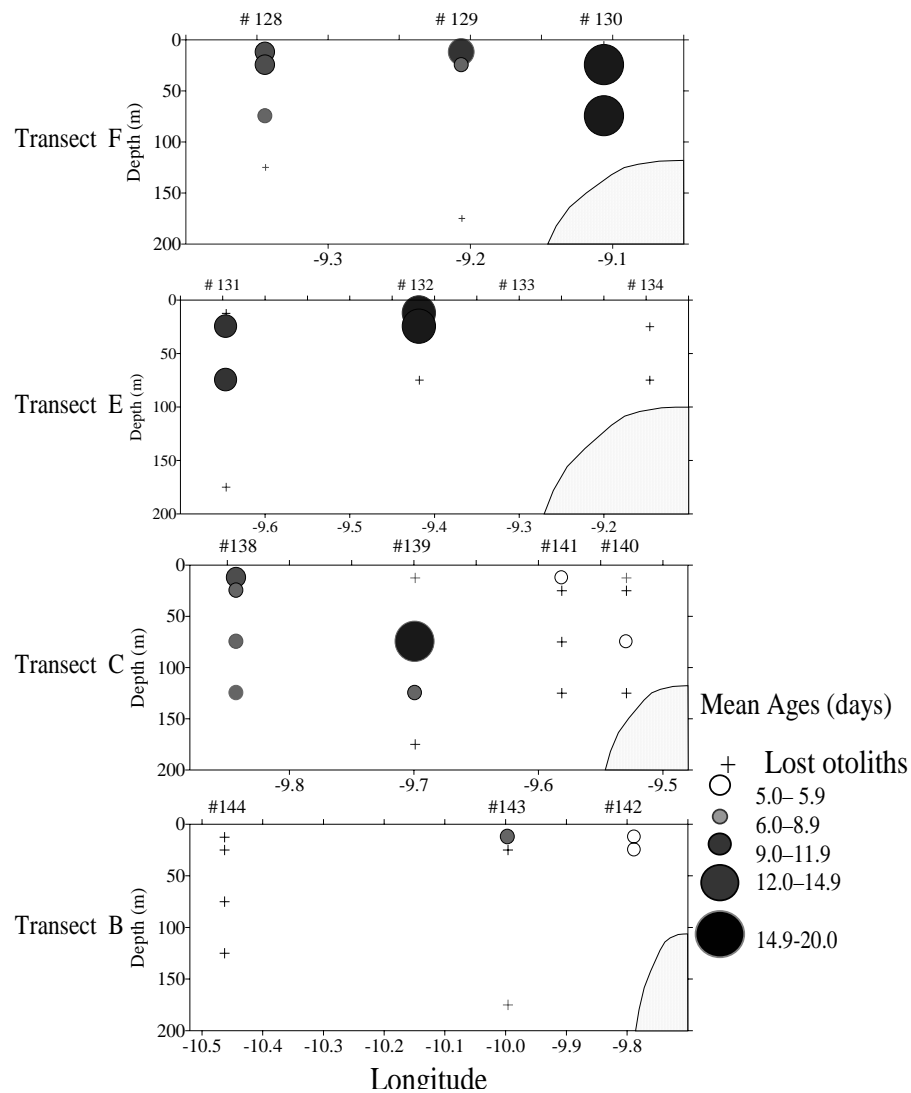 # 128 # 129 # 130
0
50
100
150
200
Depth (m)
Transect F
-9.3 -9.2 -9.1
# 131 # 132 # 133 # 134
0
50
100
150
200
Depth (m)
Transect E
-9.6 -9.5 -9.4 -9.3 -9.2
#138 #139 #141 #140
0
50
100
150
200
Depth (m)
Transect C
-9.8 -9.7 -9.6 -9.5
Mean Ages (days)
+ Lost otoliths
5.0– 5.9
6.0–8.9
9.0–11.9
12.0–14.9
14.9-20.0
#144 #143 #142
0
50
100
150
200
Depth (m)
Transect B
-10.5 -10.4 -10.3 -10.2 -10.1 -10.0 -9.9 -9.8
Longitude